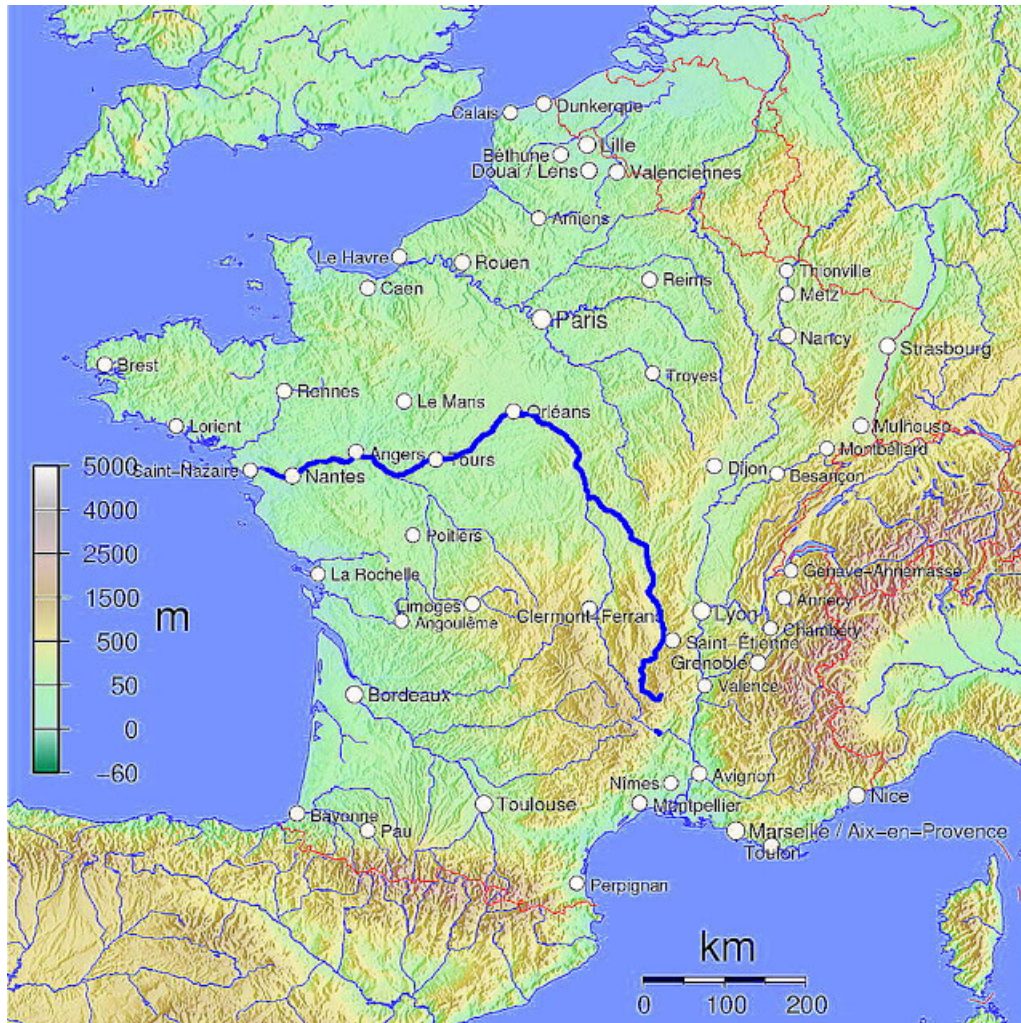 Calais
Dunkerque
Lille
Béthune
Douai / Lens
Valenciennes
Amiens
Le Havre
Rouen
Caen
Reims
Thionville
Metz
Paris
Nancy
Strasbourg
Brest
Troyes
Rennes
Le Mans
Orléans
Lorient
Mulhouse
Angers
Tours
Montbéliard
Saint-Nazaire
Nantes
Dijon
Besançon
5000
4000
2500
1500
500
50
0
-60
m
Poitiers
La Rochelle
Genève-Annemasse
Annecy
Limoges
Angoulême
Clermont-Ferrand
Lyon
Chambéry
Saint-Étienne
Grenoble
Valence
Bordeaux
Avignon
Nîmes
Nice
Toulouse
Montpellier
Bayonne
Pau
Marseille / Aix-en-Provence
Toulon
Perpignan
km
0 100 200